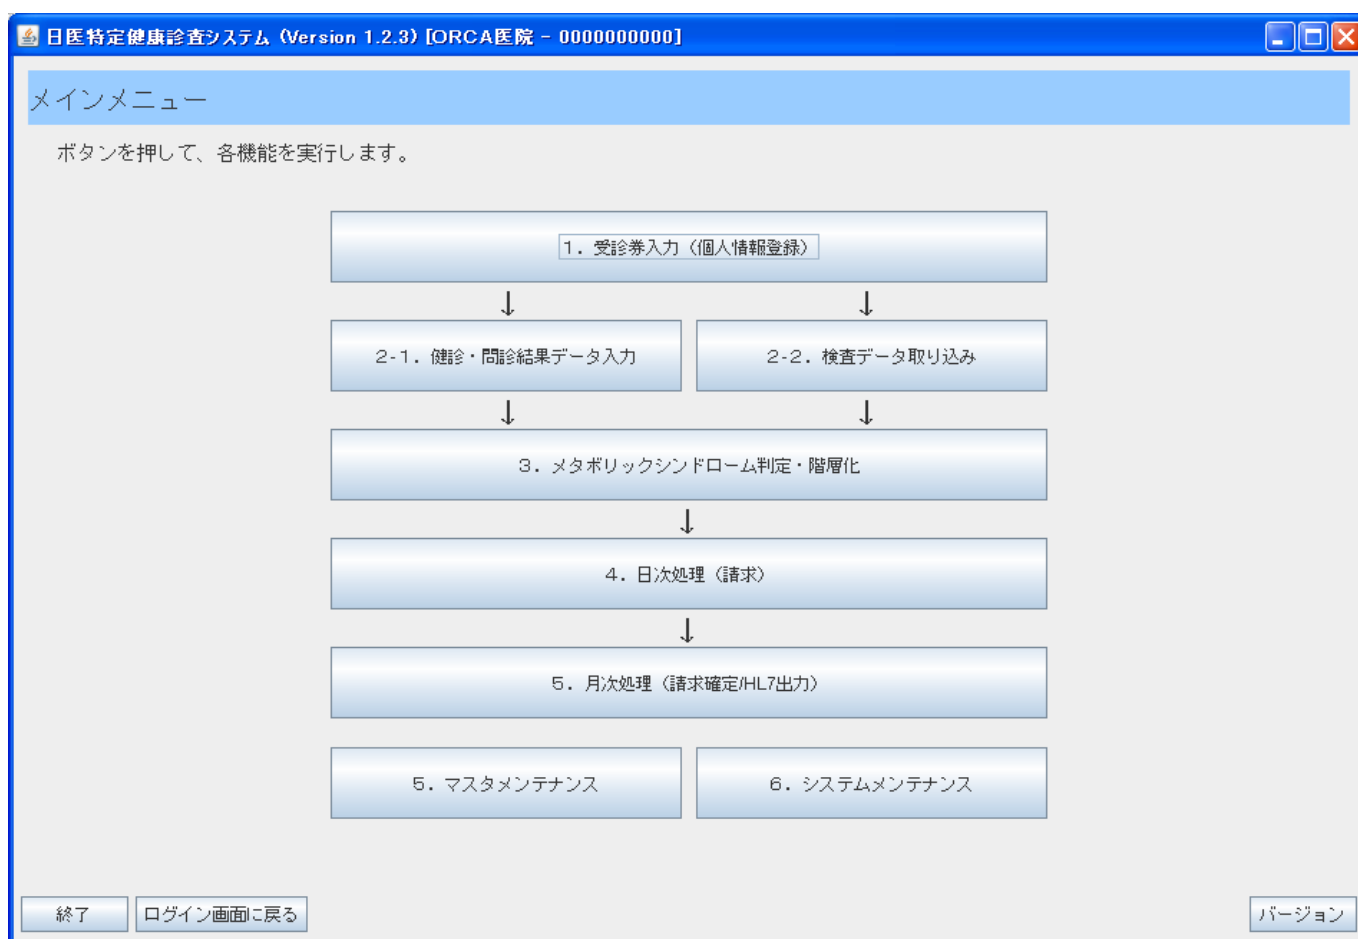 日医特定健康診査システム (Version 1.2.3) [ORCA医院 - 0000000000]
メインメニュー
ボタンを押して、各機能を実行します。
１．受診券入力（個人情報登録）
↓ ↓
２-１．健診・問診結果データ入力 ２-２．検査データ取り込み
↓ ↓
３．メタボリックシンドローム判定・階層化
↓
４．日次処理（請求）
↓
５．月次処理（請求確定/HL7出力）
５．マスタメンテナンス ６．システムメンテナンス
終了 ログイン画面に戻る バージョン